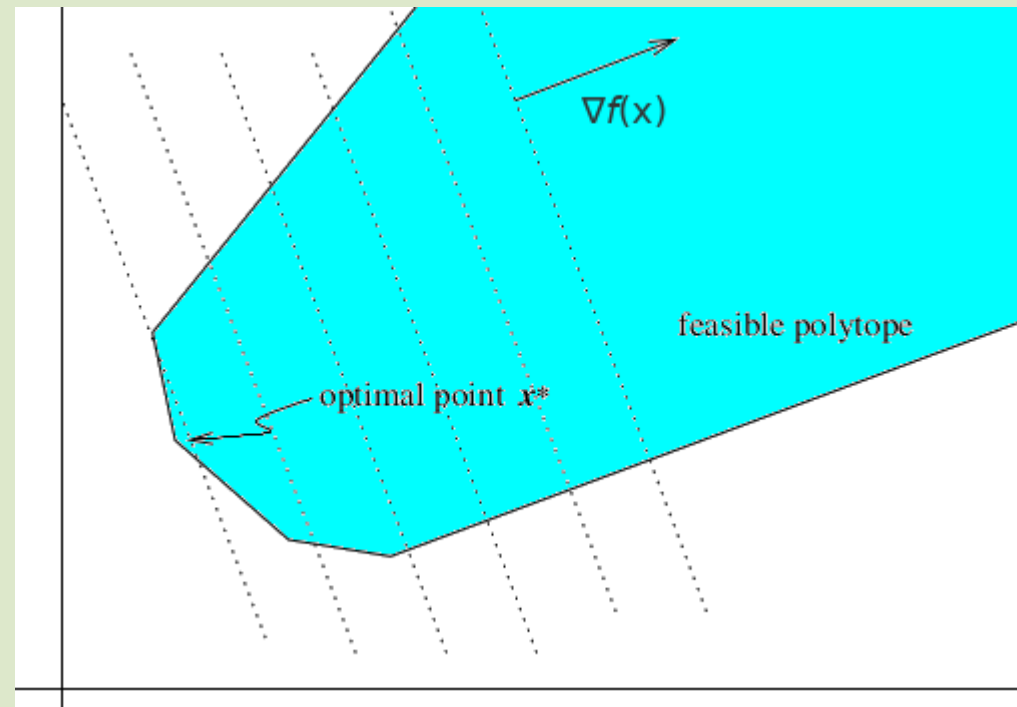 ∇f(x)
feasible polytope
optimal point x*